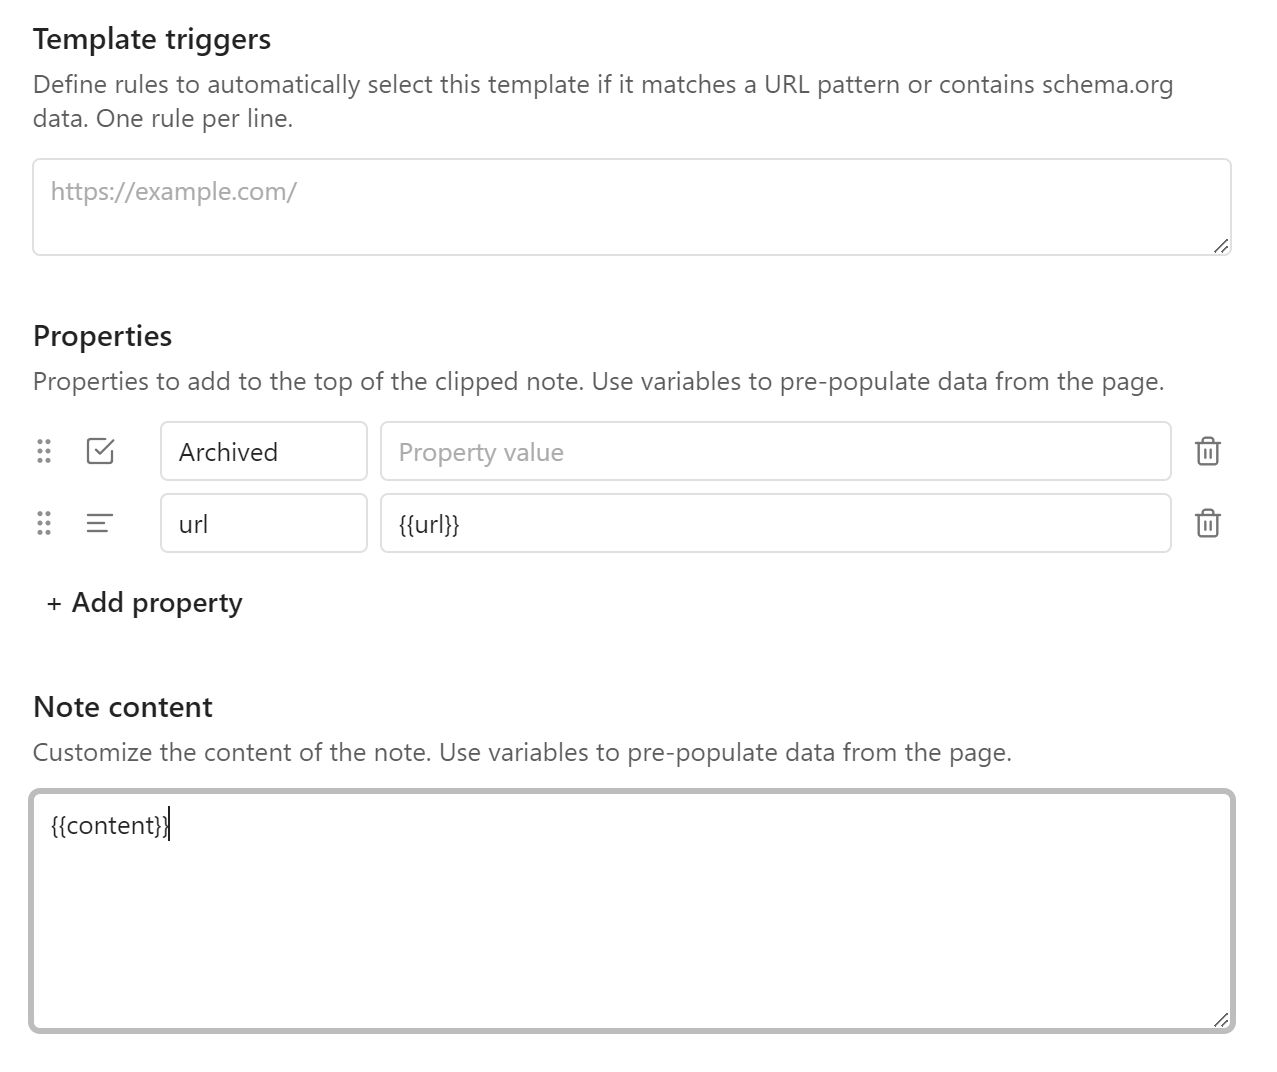 Template triggers
Define rules to automatically select this template if it matches a URL pattern or contains schema.org
data. One rule per line.
https://example.com/
Properties
Properties to add to the top of the clipped note. Use variables to pre-populate data from the page.
Archived Property value
url {{url}}
+ Add property
Note content
Customize the content of the note. Use variables to pre-populate data from the page.
{{content}}